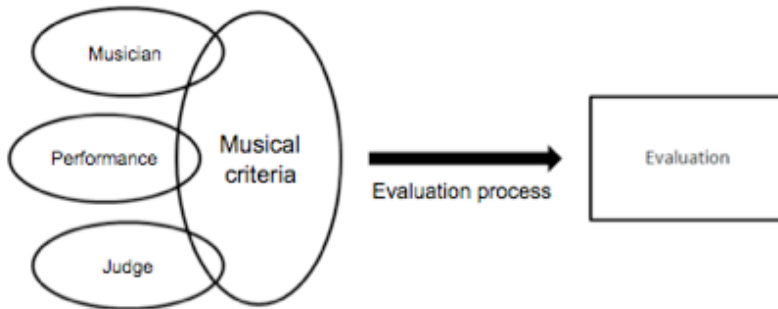 Musician
Performance
Musical
criteria
Judge
Evaluation process
Evaluation